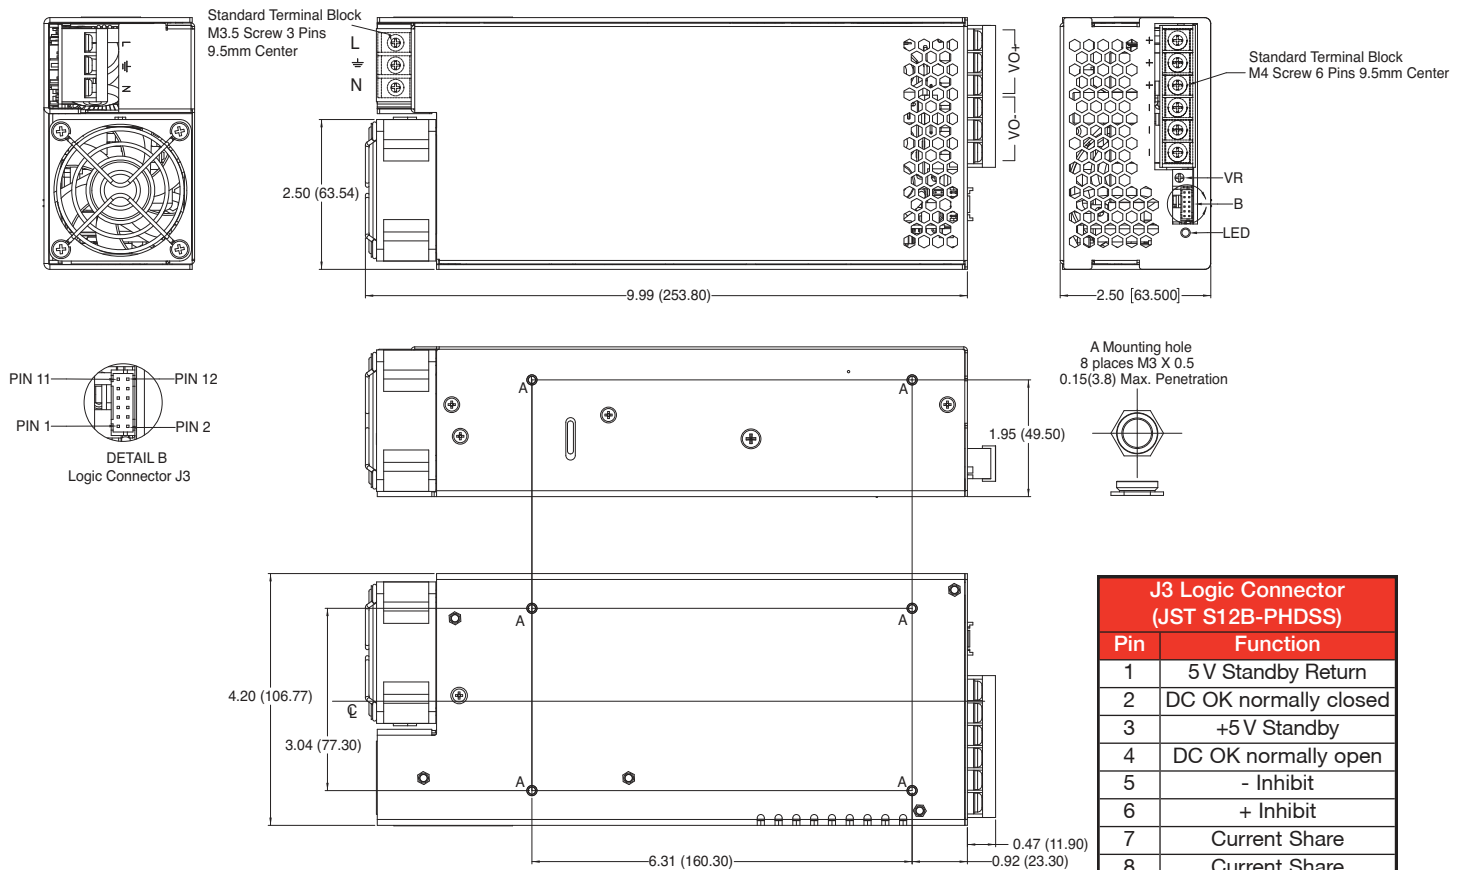 Standard Terminal Block
M3.5 Screw 3 Pins
9.5mm Center
L
N
L
N
VO+
VO-
+
+
+
-
-
-
Standard Terminal Block
M4 Screw 6 Pins 9.5mm Center
VR
B
LED
2.50 (63.54)
9.99 (253.80)
2.50 [63.500]
PIN 11
PIN 12
PIN 1
PIN 2
DETAIL B
Logic Connector J3
A
A
1.95 (49.50)
A Mounting hole
8 places M3 X 0.5
0.15(3.8) Max. Penetration
A
A
A
A
4.20 (106.77)
3.04 (77.30)
6.31 (160.30)
0.47 (11.90)
0.92 (23.30)
J3 Logic Connector
(JST S12B-PHDSS)
Pin Function
1 5 V Standby Return
2 DC OK normally closed
3 +5 V Standby
4 DC OK normally open
5 - Inhibit
6 + Inhibit
7 Current Share
8 Current Share